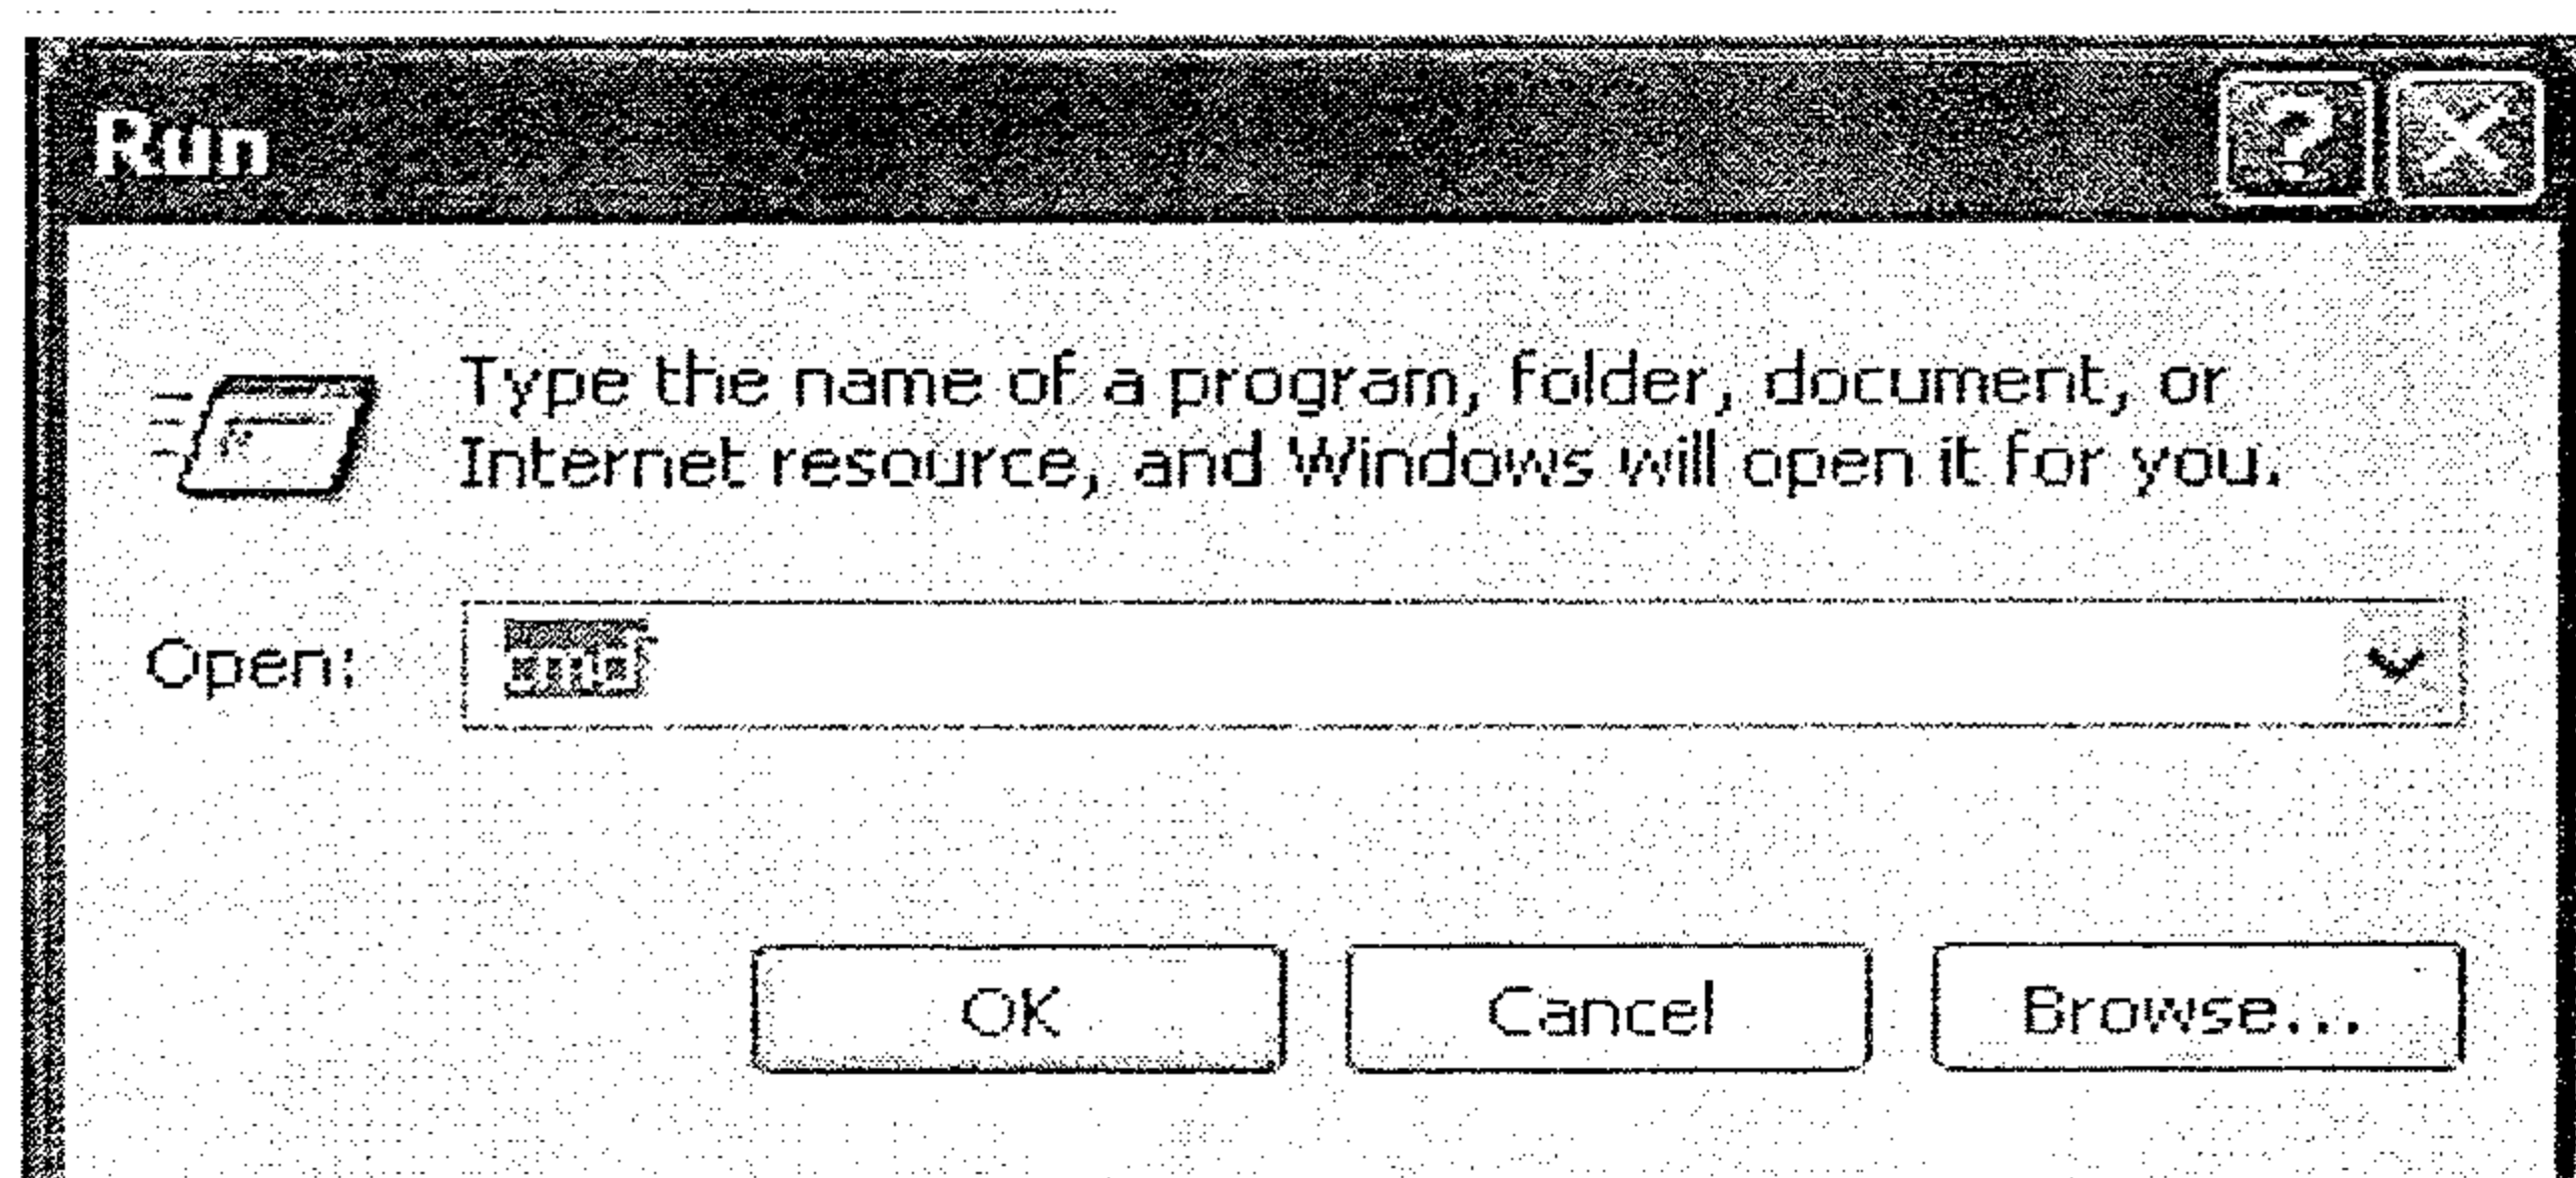 Run
Type the name of a program, folder, document, or
Internet resource, and Windows will open it for you.
Open:
cmd
OK
Cancel
Browse...